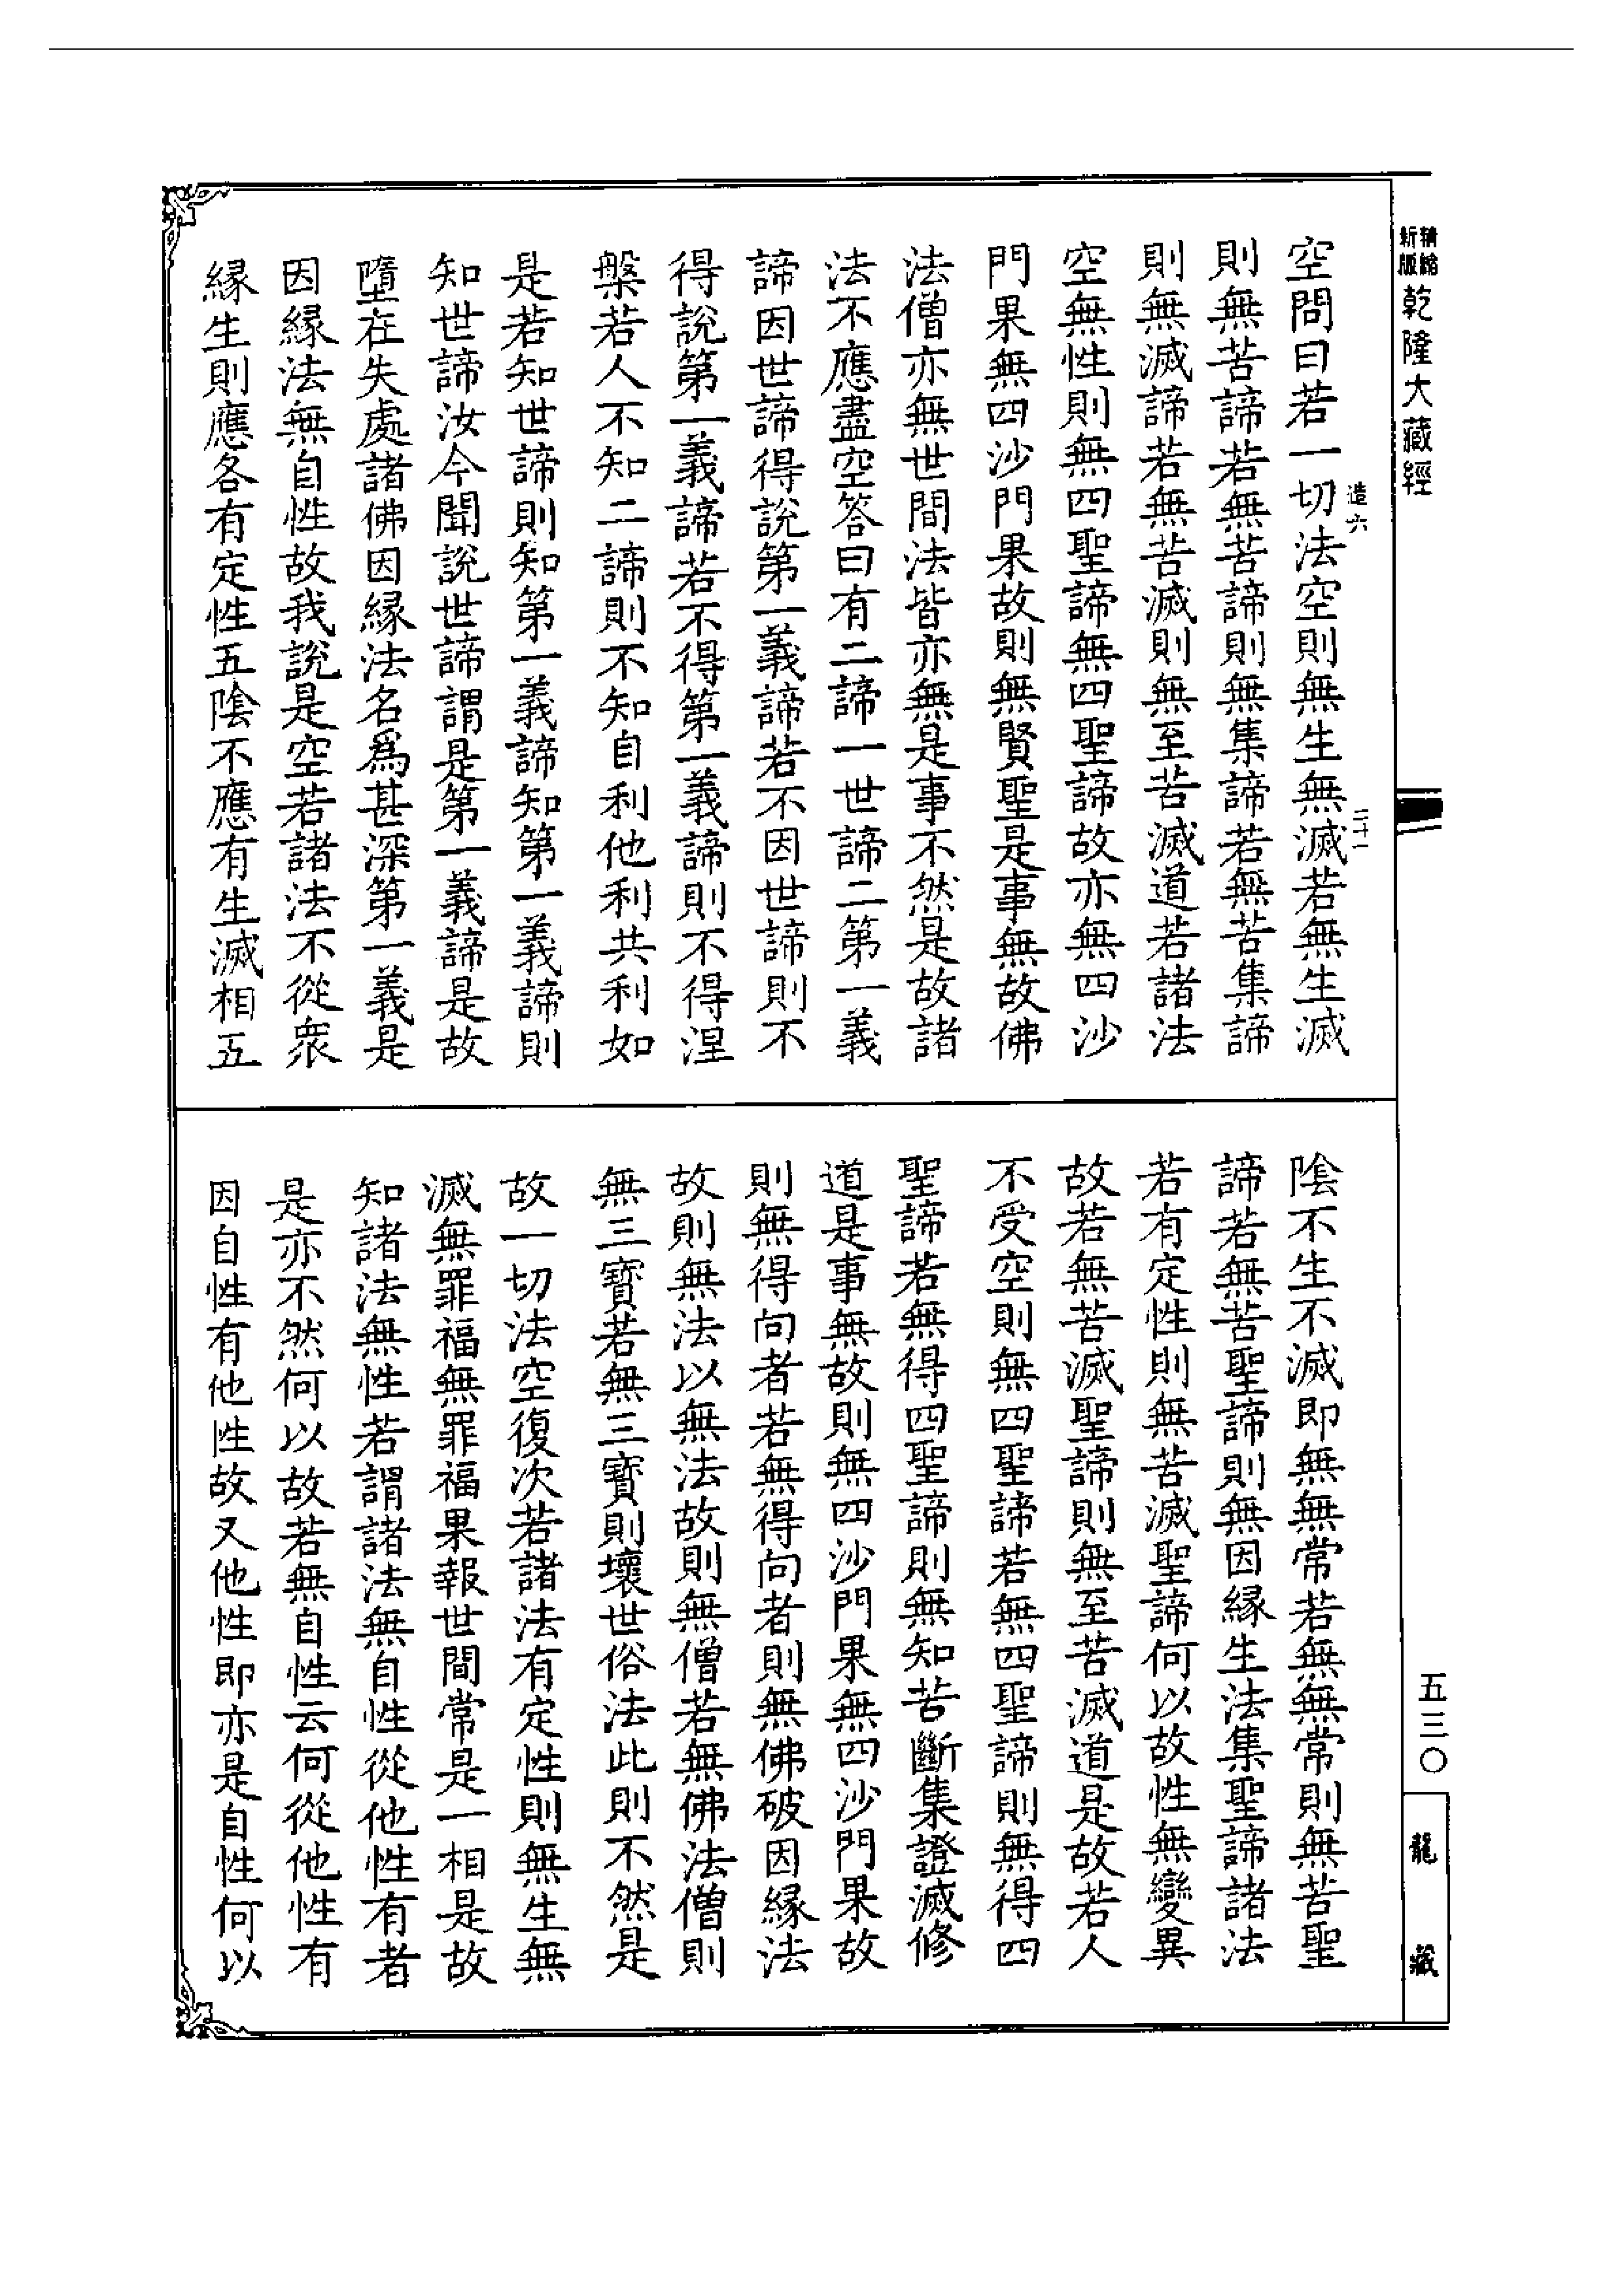 精縮
新版
乾隆大藏經
造六
二十一
空問曰若一切法空則無生無滅若無生滅
則無苦諦若無苦諦則無集諦若無苦集諦
則無滅諦若無苦滅則無至苦滅道若諸法
空無性則無四聖諦無四聖諦故亦無四沙
門果無四沙門果故則無賢聖是事無故佛
法僧亦無世間法皆亦無是事不然是故諸
法不應盡空答曰有二諦一世諦二第一義
諦因世諦得說第一義諦若不因世諦則不
得說第一義諦若不得第一義諦則不得涅
槃若人不知二諦則不知自利他利共利如
是若知世諦則知第一義諦知第一義諦則
知世諦汝今聞說世諦謂是第一義諦是故
墮在失處諸佛因緣法名爲甚深第一義是
因緣法無自性故我說是空若諸法不從衆
緣生則應各有定性五陰不應有生滅相五
陰不生不滅即無無常若無無常則無苦聖
諦若無苦聖諦則無因緣生法集聖諦諸法
若有定性則無苦滅聖諦何以故性無變異
故若無苦滅聖諦則無至苦滅道是故若人
不受空則無四聖諦若無四聖諦則無得四
聖諦若無得四聖諦則無知苦斷集證滅修
道是事無故則無四沙門果無四沙門果故
則無得向者若無得向者則無佛破因緣法
故則無法以無法故則無僧若無佛法僧則
無三寶若無三寶則壞世俗法此則不然是
故一切法空復次若諸法有定性則無生無
滅無罪福無罪福果報世間常是一相是故
知諸法無性若謂諸法無自性從他性有者
是亦不然何以故若無自性云何從他性有
因自性有他性故又他性即亦是自性何以
五三〇
龍藏